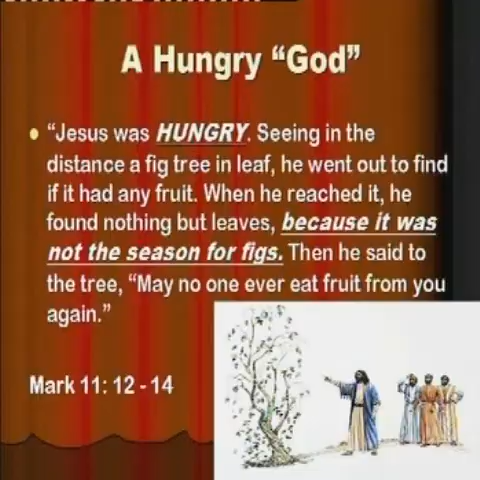 A Hungry “God”
“Jesus was HUNGRY. Seeing in the
distance a fig tree in leaf, he went out to find
if it had any fruit. When he reached it, he
found nothing but leaves, because it was
not the season for figs. Then he said to
the tree, “May no one ever eat fruit from you
again.”
Mark 11: 12 - 14